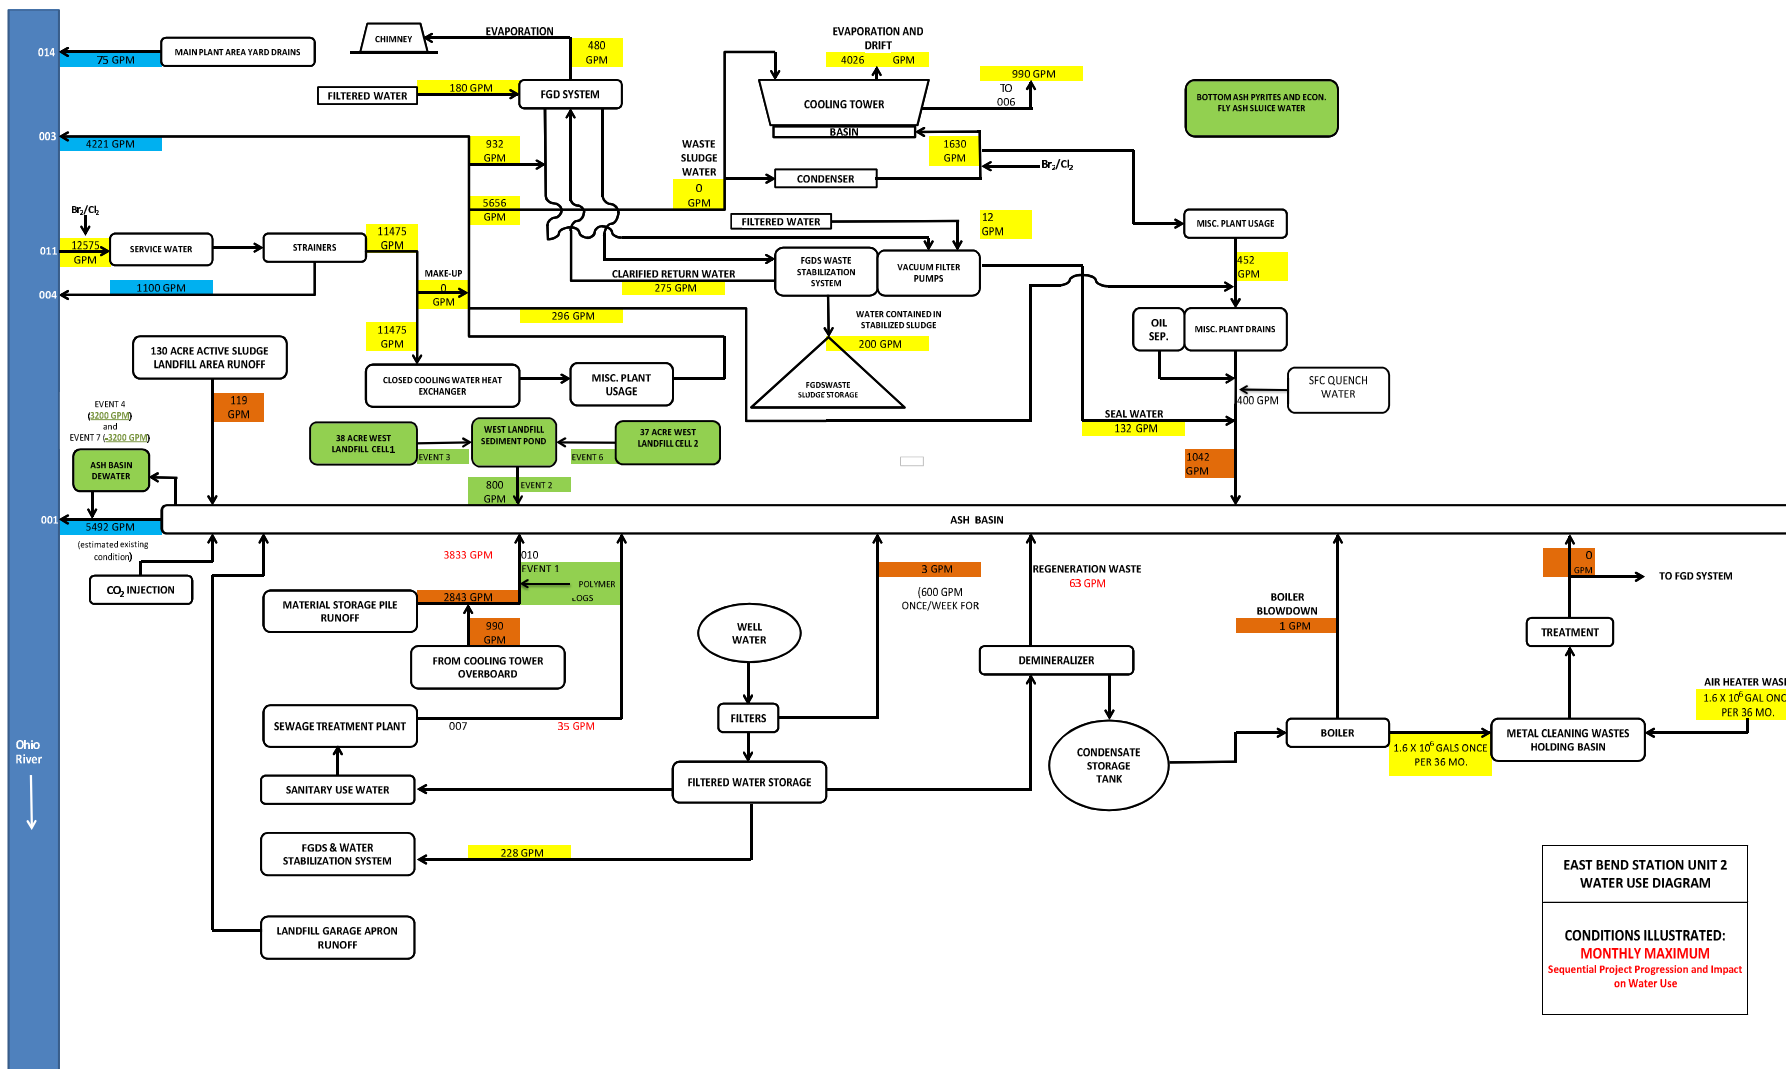 014
75 GPM
MAIN PLANT AREA YARD DRAINS
CHIMNEY
EVAPORATION
480
GPM
FILTERED WATER
180 GPM
FGD SYSTEM
EVAPORATION AND
DRIFT
4026 GPM
990 GPM
TO
006
COOLING TOWER
BASIN
BOTTOM ASH PYRITES AND ECON.
FLY ASH SLUICE WATER
003
4221 GPM
932
GPM
WASTE
SLUDGE
WATER
0
GPM
1630
GPM
Br2/Cl2
CONDENSER
5656
GPM
Br2/Cl2
011
12575
GPM
SERVICE WATER
STRAINERS
11475
GPM
FILTERED WATER
12
GPM
MISC. PLANT USAGE
452
GPM
004
1100 GPM
MAKE-UP
0
GPM
CLARIFIED RETURN WATER
275 GPM
FGDS WASTE
STABILIZATION
SYSTEM
VACUUM FILTER
PUMPS
296 GPM
WATER CONTAINED IN
STABILIZED SLUDGE
200 GPM
OIL
SEP.
MISC. PLANT DRAINS
11475
GPM
130 ACRE ACTIVE SLUDGE
LANDFILL AREA RUNOFF
CLOSED COOLING WATER HEAT
EXCHANGER
MISC. PLANT
USAGE
FGDSWASTE
SLUDGE STORAGE
SFC QUENCH
WATER
400 GPM
119
GPM
EVENT 4
(3200 GPM)
and
EVENT 7 (-3200 GPM)
SEAL WATER
132 GPM
38 ACRE WEST
LANDFILL CELL1
EVENT 3
WEST LANDFILL
SEDIMENT POND
EVENT 6
37 ACRE WEST
LANDFILL CELL 2
ASH BASIN
DEWATER
800
GPM
EVENT 2
1042
GPM
001
5492 GPM
ASH BASIN
(estimated existing
condition)
CO2 INJECTION
3833 GPM
010
EVENT 1
POLYMER
LOGS
MATERIAL STORAGE PILE
RUNOFF
2843 GPM
990
GPM
FROM COOLING TOWER
OVERBOARD
3 GPM
(600 GPM
ONCE/WEEK FOR
REGENERATION WASTE
63 GPM
0
GPM
TO FGD SYSTEM
BOILER
BLOWDOWN
1 GPM
WELL
WATER
TREATMENT
DEMINERALIZER
AIR HEATER WASH
1.6 X 10⁶ GAL ONC
PER 36 MO.
SEWAGE TREATMENT PLANT
007
35 GPM
FILTERS
BOILER
METAL CLEANING WASTES
HOLDING BASIN
1.6 X 10⁶ GALS ONCE
PER 36 MO.
Ohio
River
CONDENSATE
STORAGE
TANK
SANITARY USE WATER
FILTERED WATER STORAGE
FGDS & WATER
STABILIZATION SYSTEM
228 GPM
LANDFILL GARAGE APRON
RUNOFF
EAST BEND STATION UNIT 2
WATER USE DIAGRAM
CONDITIONS ILLUSTRATED:
MONTHLY MAXIMUM
Sequential Project Progression and Impact
on Water Use